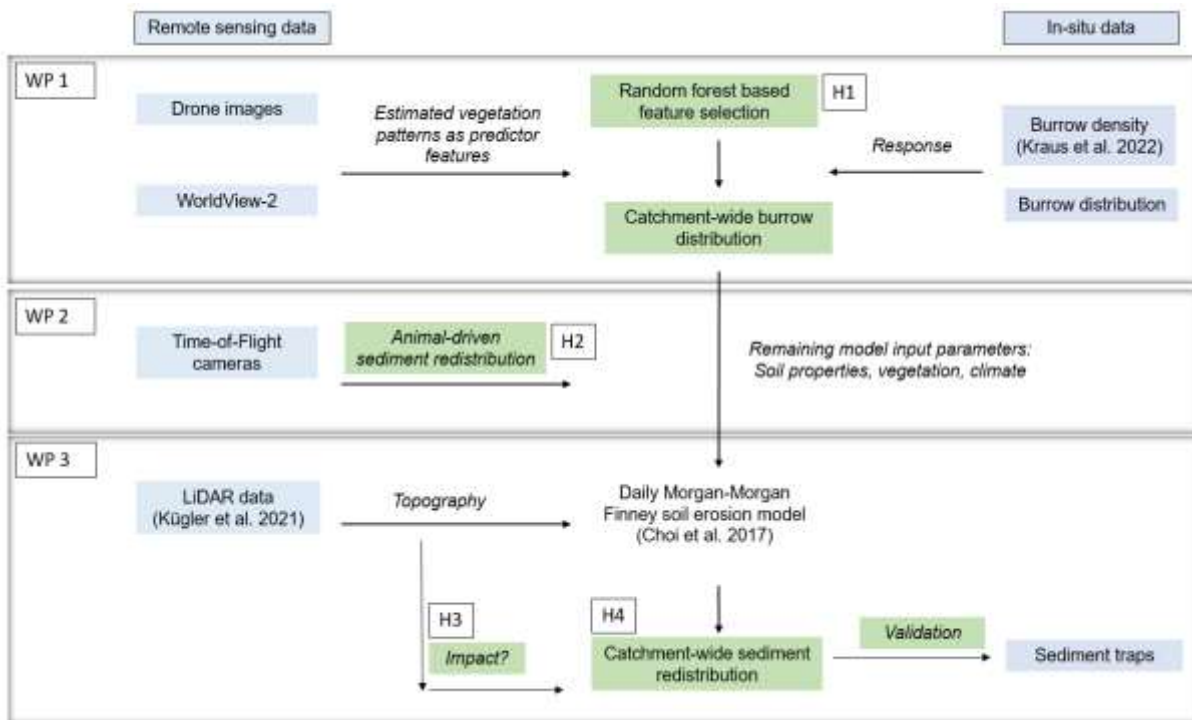 Remote sensing data
In-situ data
WP 1
Drone images
WorldView-2
Estimated vegetation
patterns as predictor
features
Random forest based
feature selection
H1
Catchment-wide burrow
distribution
Response
Burrow density
(Kraus et al. 2022)
Burrow distribution
WP 2
Time-of-Flight
cameras
Animal-driven
sediment redistribution
H2
Remaining model input parameters:
Soil properties, vegetation, climate
WP 3
LiDAR data
(Kügler et al. 2021)
Topography
Daily Morgan-Morgan
Finney soil erosion model
(Choi et al. 2017)
H3
Impact?
H4
Catchment-wide sediment
redistribution
Validation
Sediment traps